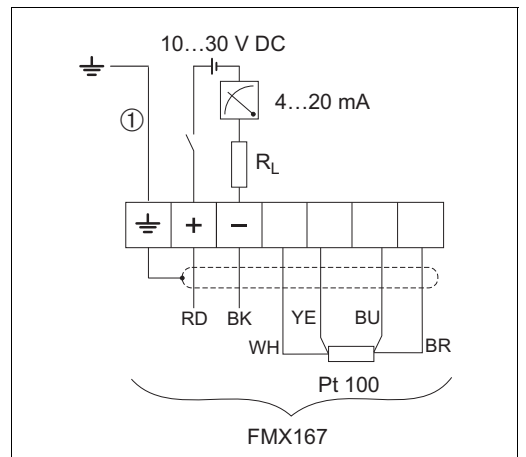 10…30 V DC
4…20 mA
①
RL
+
−
RD BK YE BU
WH BR
Pt 100
FMX167